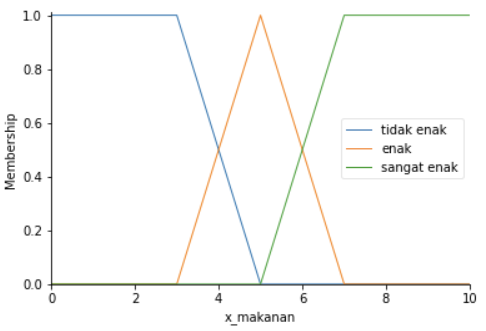 1.0
0.8
0.6
0.4
0.2
0.0
Membership
0 2 4 6 8 10
x_makanan
tidak enak
enak
sangat enak